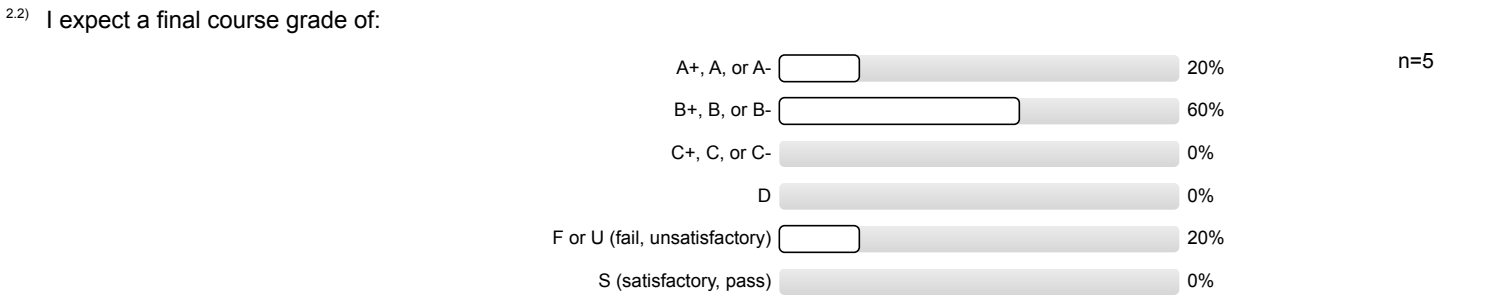 2.2) I expect a final course grade of:
n=5
A+, A, or A- 20%
B+, B, or B- 60%
C+, C, or C- 0%
D 0%
F or U (fail, unsatisfactory) 20%
S (satisfactory, pass) 0%